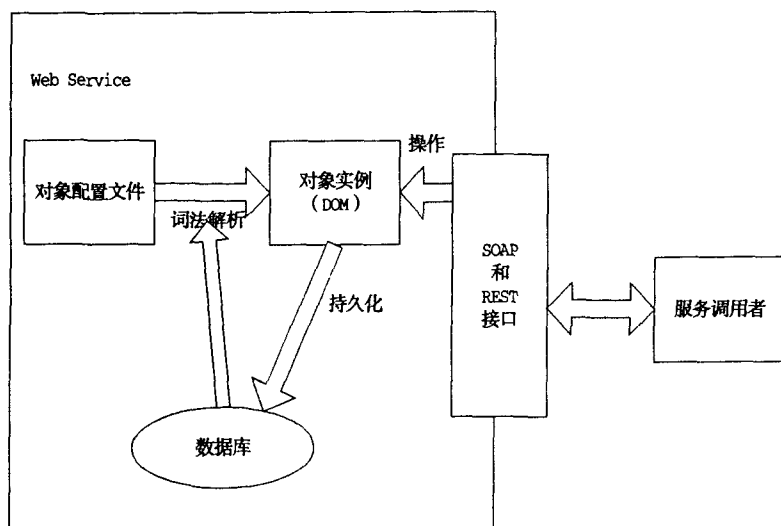 Web Service
操作
对象配置文件
对象实例
（DOM）
词法解析
SOAP
和
REST
接口
服务调用者
持久化
数据库